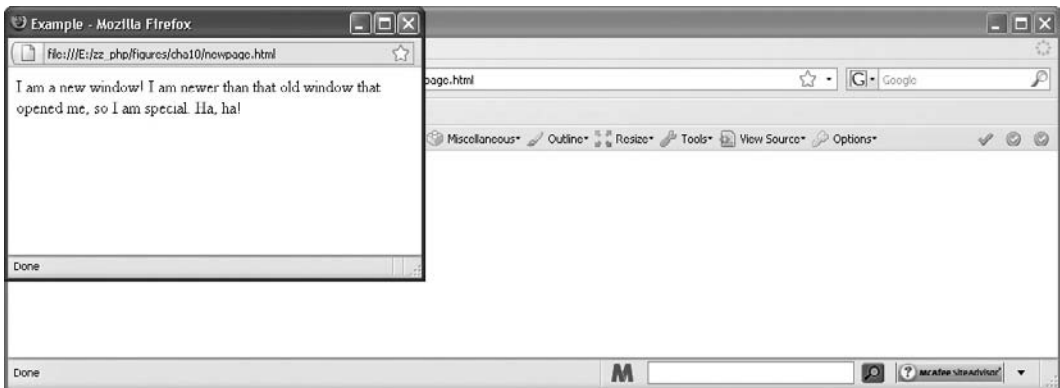 Example - Mozilla Firefox
file:///E:/zz_php/figures/cha10/newpage.html
I am a new window! I am newer than that old window that
opened me, so I am special. Ha, ha!
Done
page.html
G Google
Miscellaneous Outline Resize Tools View Source Options
Done
M ? McAfee SiteAdvisor